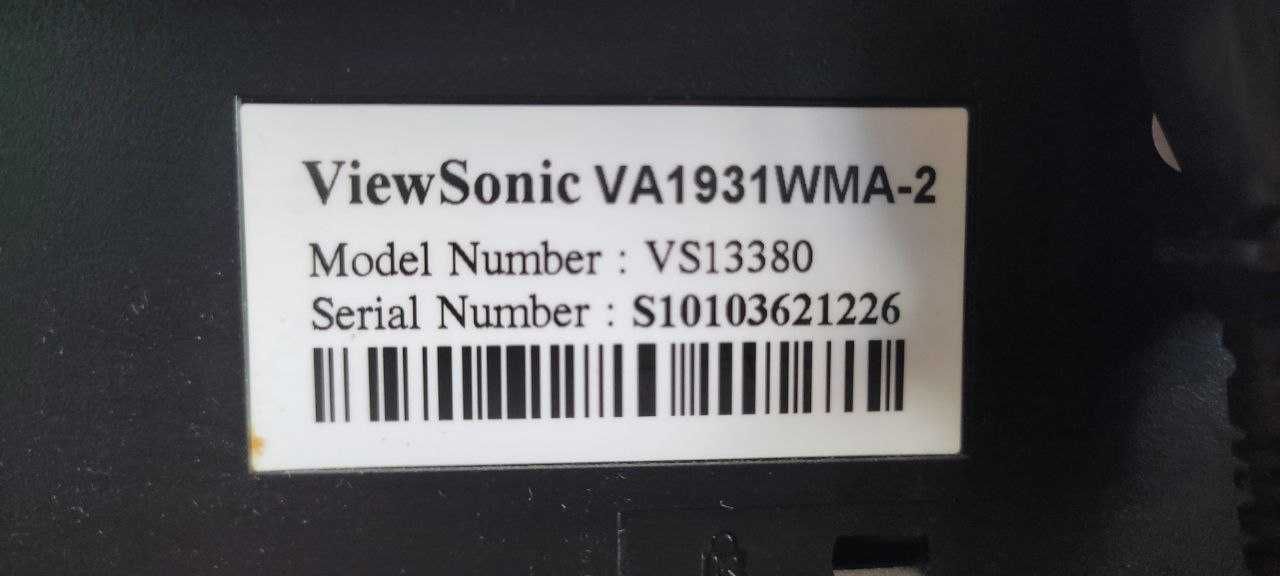 ViewSonic VA1931WMA-2
Model Number : VS13380
Serial Number : S10103621226